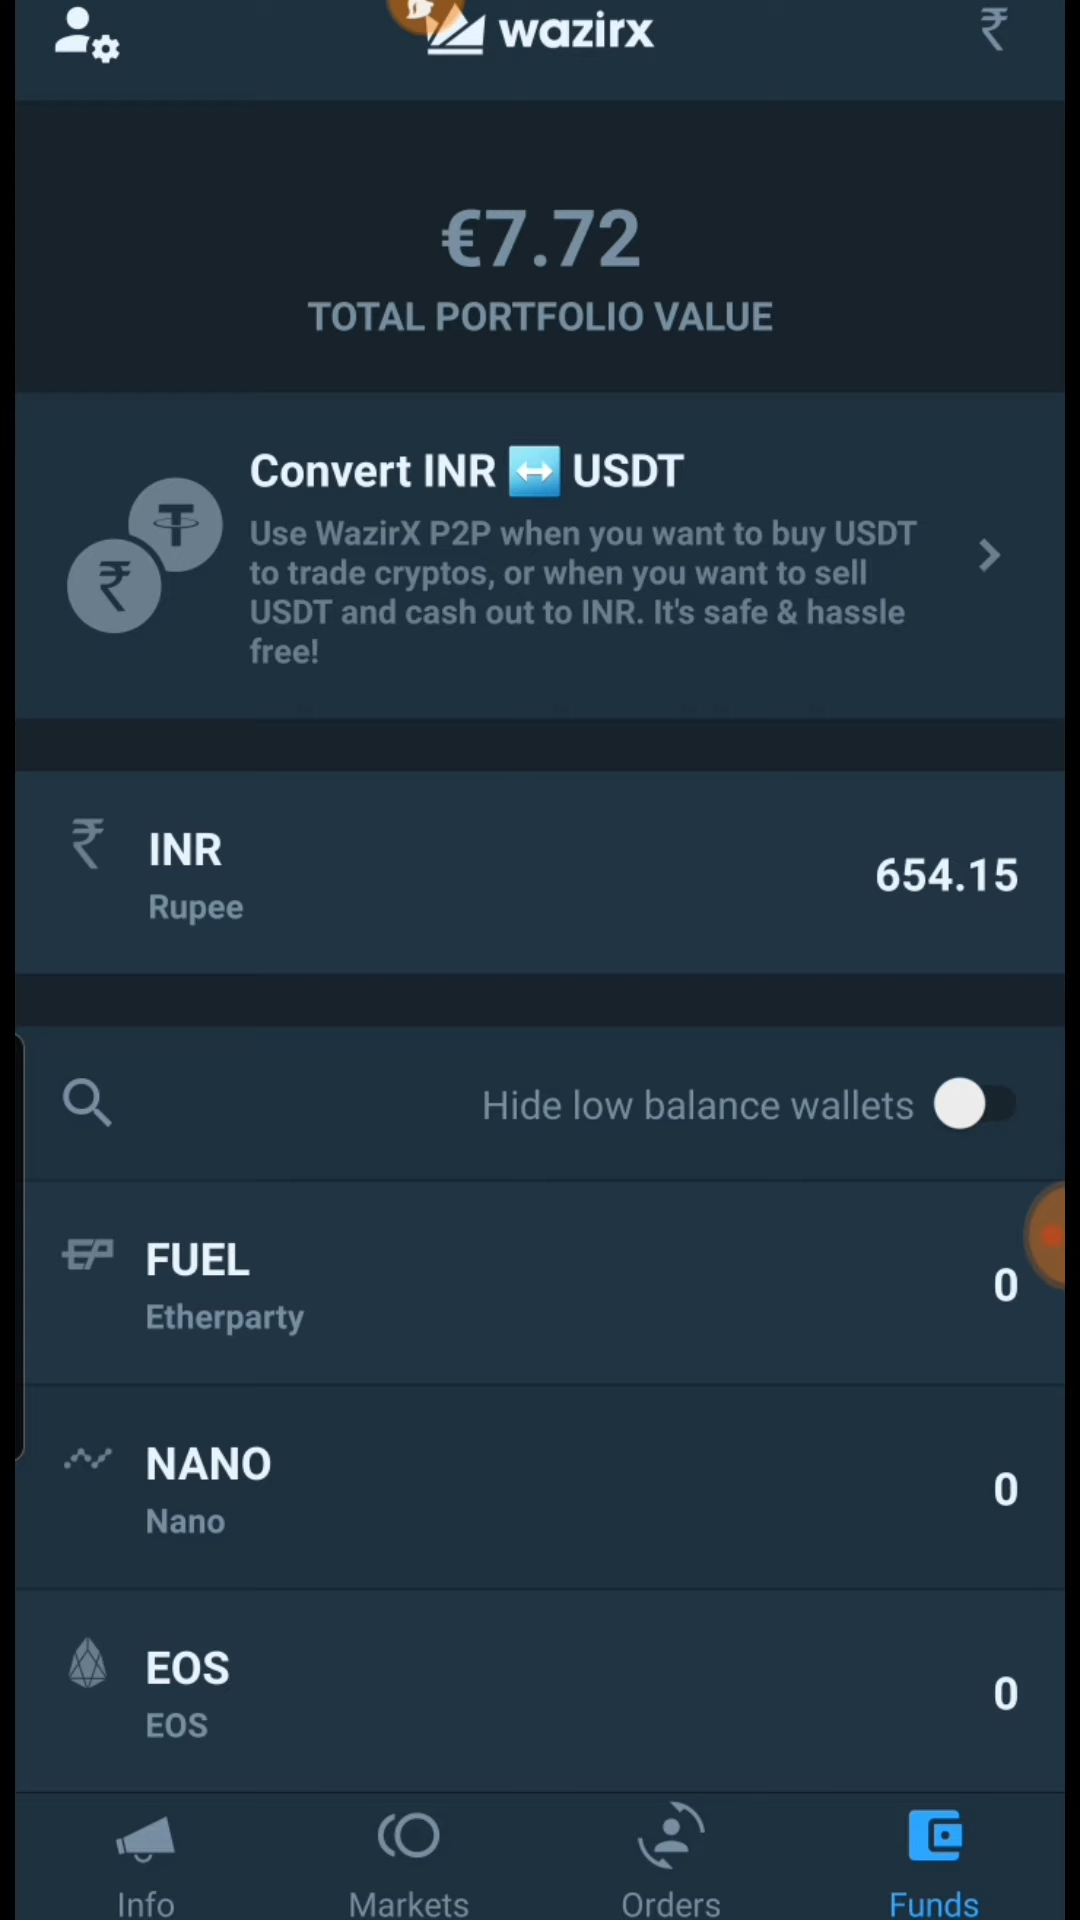 wazirx
₹
€7.72
TOTAL PORTFOLIO VALUE
Convert INR ↔ USDT
Use WazirX P2P when you want to buy USDT
to trade cryptos, or when you want to sell
USDT and cash out to INR. It's safe & hassle
free!
₹ INR
Rupee
654.15
Hide low balance wallets
FUEL
Etherparty
0
NANO
Nano
0
EOS
EOS
0
Info
Markets
Orders
Funds